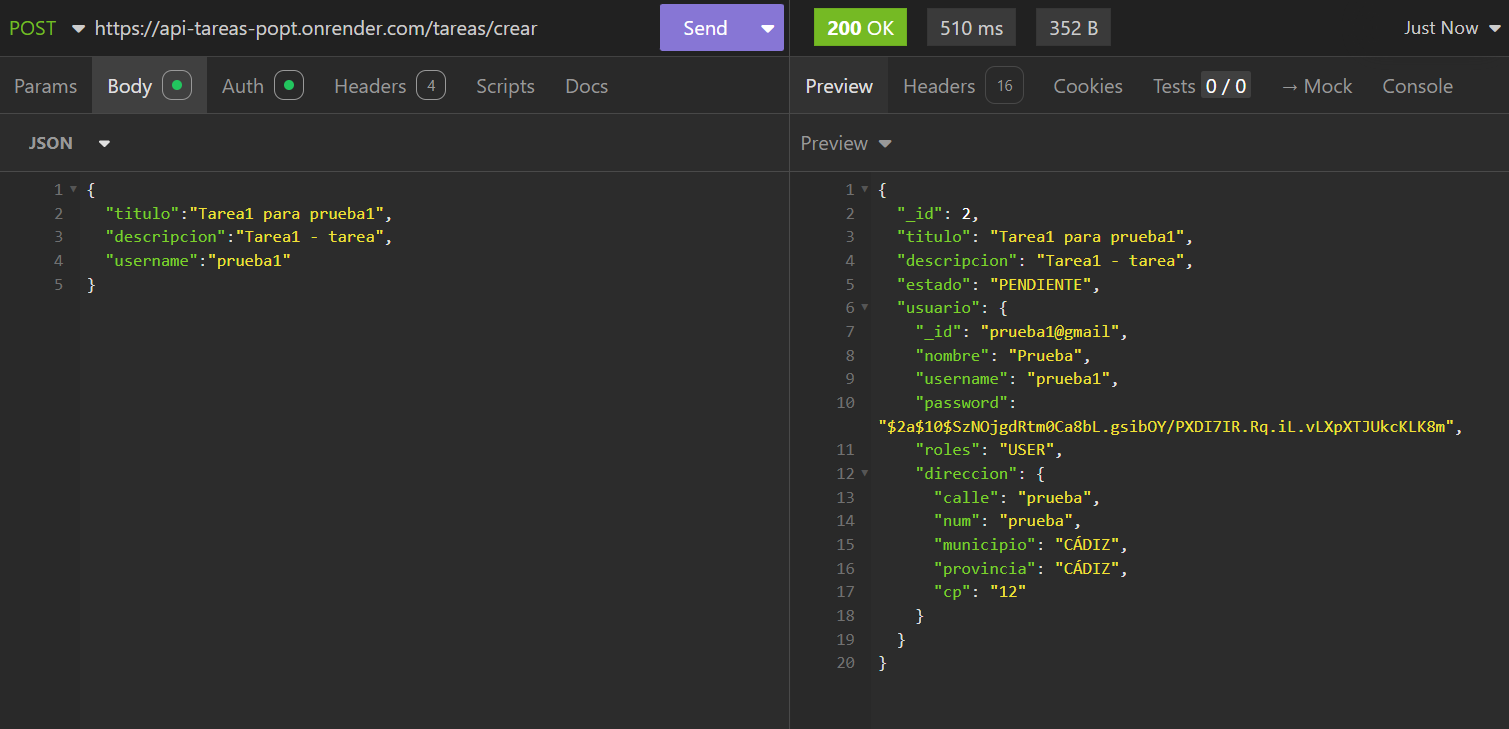 POST https://api-tareas-popt.onrender.com/tareas/crear Send 200 OK 510 ms 352 B Just Now
Params Body Auth Headers 4 Scripts Docs Preview Headers 16 Cookies Tests 0 / 0 → Mock Console
JSON Preview
1 {
2 "titulo":"Tarea1 para prueba1",
3 "descripcion":"Tarea1 - tarea",
4 "username":"prueba1"
5 }
1 {
2 "_id": 2,
3 "titulo": "Tarea1 para prueba1",
4 "descripcion": "Tarea1 - tarea",
5 "estado": "PENDIENTE",
6 "usuario": {
7 "_id": "prueba1@gmail",
8 "nombre": "Prueba",
9 "username": "prueba1",
10 "password":
"$2a$10$SzNOjgdRtm0Ca8bL.gsibOY/PXDI7IR.Rq.iL.vLXpXTJUkcKLK8m",
11 "roles": "USER",
12 "direccion": {
13 "calle": "prueba",
14 "num": "prueba",
15 "municipio": "CÁDIZ",
16 "provincia": "CÁDIZ",
17 "cp": "12"
18 }
19 }
20 }